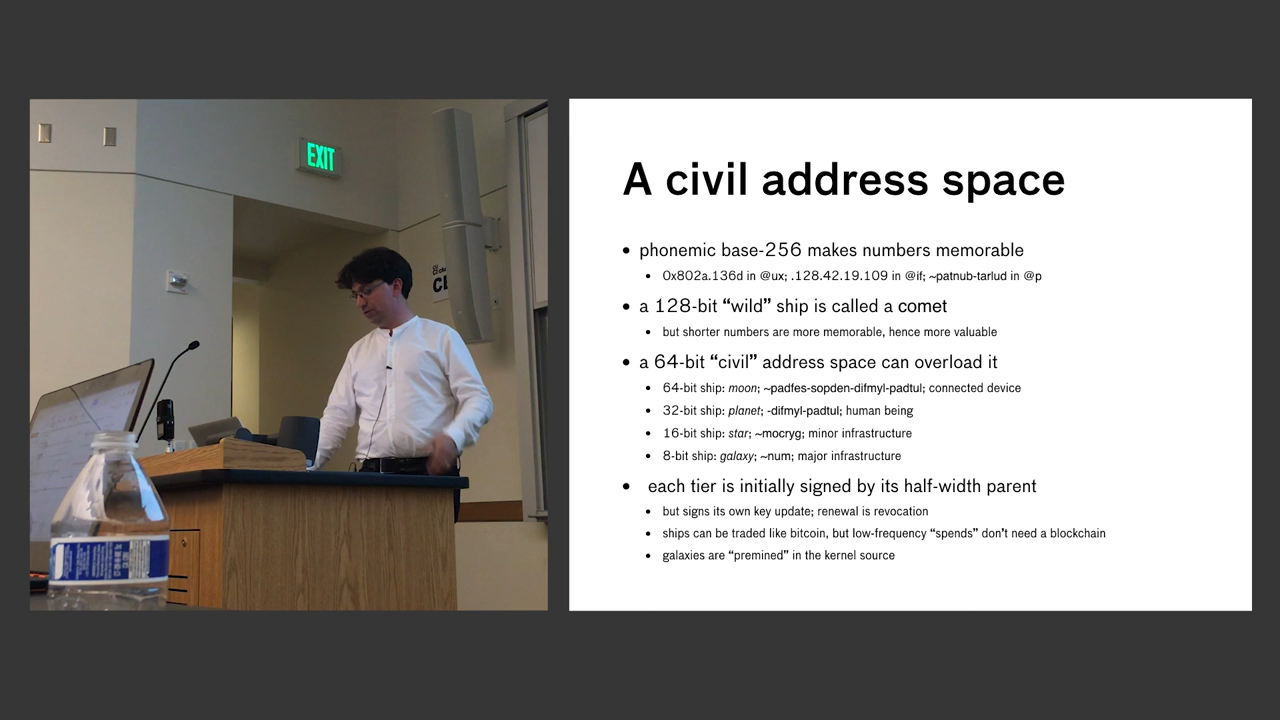 EXIT
A civil address space
• phonemic base-256 makes numbers memorable
• 0x802a.136d in @ux; .128.42.19.109 in @if; ~patnub-tarlud in @p
• a 128-bit “wild” ship is called a comet
• but shorter numbers are more memorable, hence more valuable
• a 64-bit “civil” address space can overload it
• 64-bit ship: moon; ~padfes-sopden-difmyl-padtul; connected device
• 32-bit ship: planet; -difmyl-padtul; human being
• 16-bit ship: star; ~mocryg; minor infrastructure
• 8-bit ship: galaxy; ~num; major infrastructure
• each tier is initially signed by its half-width parent
• but signs its own key update; renewal is revocation
• ships can be traded like bitcoin, but low-frequency “spends” don’t need a blockchain
• galaxies are “premined” in the kernel source